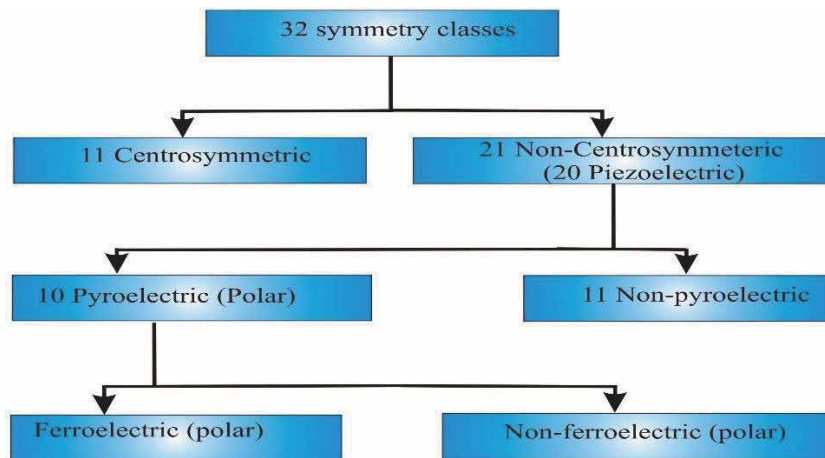 32 symmetry classes
11 Centrosymmetric
21 Non-Centrosymmeteric
(20 Piezoelectric)
10 Pyroelectric (Polar)
11 Non-pyroelectric
Ferroelectric (polar)
Non-ferroelectric (polar)